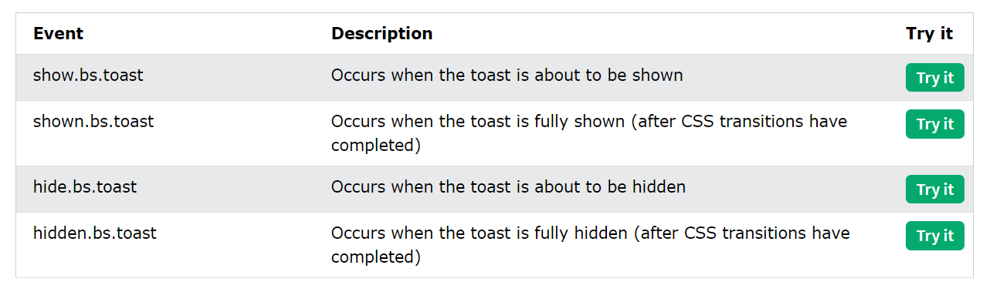 Event Description Try it
show.bs.toast Occurs when the toast is about to be shown Try it
shown.bs.toast Occurs when the toast is fully shown (after CSS transitions have Try it
completed)
hide.bs.toast Occurs when the toast is about to be hidden Try it
hidden.bs.toast Occurs when the toast is fully hidden (after CSS transitions have Try it
completed)